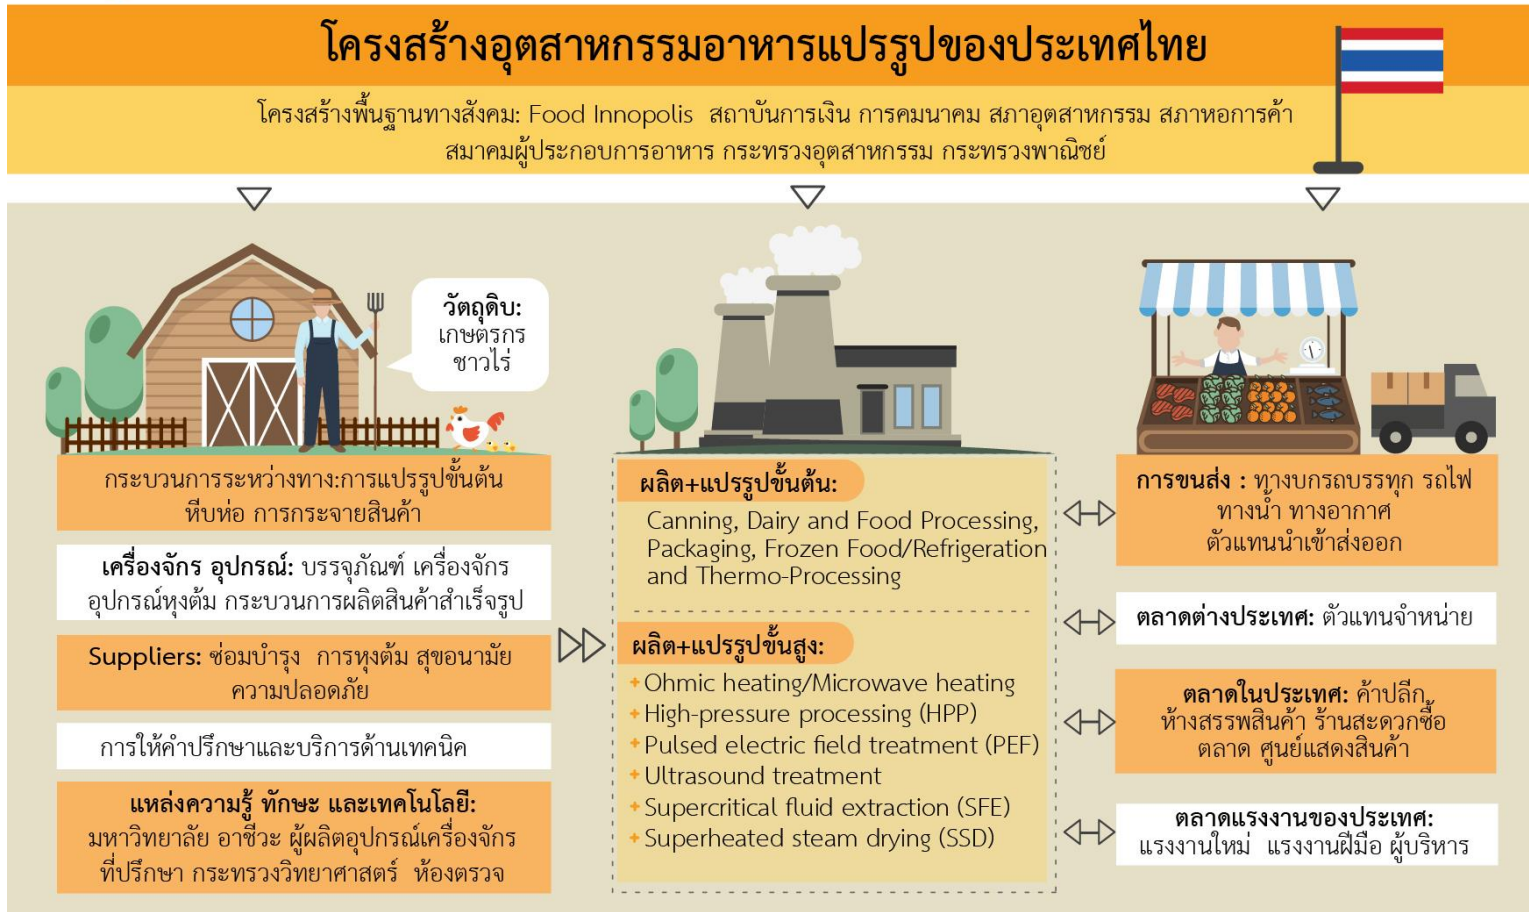 โครงสร้างอุตสาหกรรมอาหารแปรรูปของประเทศไทย
โครงสร้างพื้นฐานทางสังคม: Food Innopolis สถาบันการเงิน การคมนาคม สภาอุตสาหกรรม สภาหอการค้า
สมาคมผู้ประกอบการอาหาร กระทรวงอุตสาหกรรม กระทรวงพาณิชย์
วัตถุดิบ:
เกษตรกร
ชาวไร่
กระบวนการระหว่างทาง:การแปรรูปขั้นต้น
หีบห่อ การกระจายสินค้า
เครื่องจักร อุปกรณ์: บรรจุภัณฑ์ เครื่องจักร
อุปกรณ์หุงต้ม กระบวนการผลิตสินค้าสำเร็จรูป
Suppliers: ซ่อมบำรุง การหุงต้ม สุขอนามัย
ความปลอดภัย
การให้คำปรึกษาและบริการด้านเทคนิค
แหล่งความรู้ ทักษะ และเทคโนโลยี:
มหาวิทยาลัย อาชีวะ ผู้ผลิตอุปกรณ์เครื่องจักร
ที่ปรึกษา กระทรวงวิทยาศาสตร์ ห้องตรวจ
ผลิต+แปรรูปขั้นต้น:
Canning, Dairy and Food Processing,
Packaging, Frozen Food/Refrigeration
and Thermo-Processing
ผลิต+แปรรูปขั้นสูง:
+Ohmic heating/Microwave heating
+High-pressure processing (HPP)
+Pulsed electric field treatment (PEF)
+Ultrasound treatment
+Supercritical fluid extraction (SFE)
+Superheated steam drying (SSD)
การขนส่ง : ทางบกรถบรรทุก รถไฟ
ทางน้ำ ทางอากาศ
ตัวแทนนำเข้าส่งออก
ตลาดต่างประเทศ: ตัวแทนจำหน่าย
ตลาดในประเทศ: ค้าปลีก
ห้างสรรพสินค้า ร้านสะดวกซื้อ
ตลาด ศูนย์แสดงสินค้า
ตลาดแรงงานของประเทศ:
แรงงานใหม่ แรงงานฝีมือ ผู้บริหาร